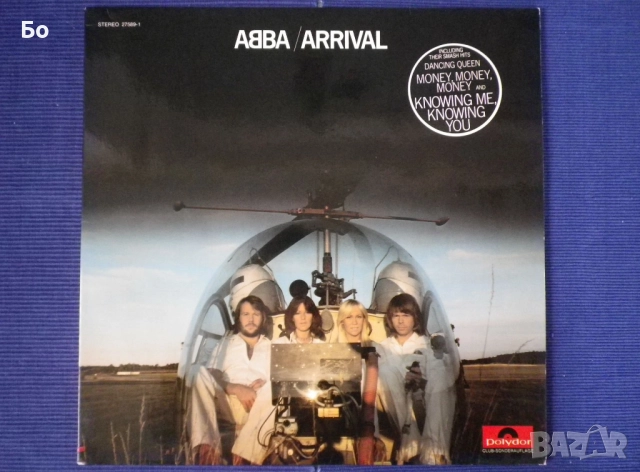 Бо
STEREO 27589-1
ABBA/ARRIVAL
INCLUDING
THEIR SMASH HITS
DANCING QUEEN
MONEY, MONEY,
MONEY AND
KNOWING ME,
KNOWING
YOU
polydor
CLUB-SONDERAUFLAGE
BAZAR